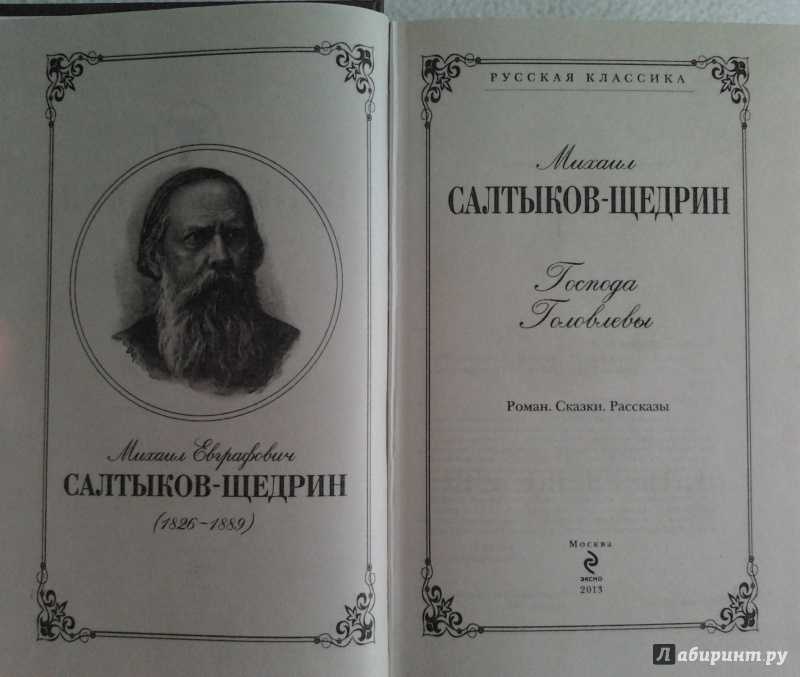 Михаил Евграфович
САЛТЫКОВ-ЩЕДРИН
(1826–1889)
РУССКАЯ КЛАССИКА
Михаил
САЛТЫКОВ-ЩЕДРИН
Господа
Головлевы
Роман. Сказки. Рассказы
Москва
ЭКСМО
2013
Лабиринт.ру